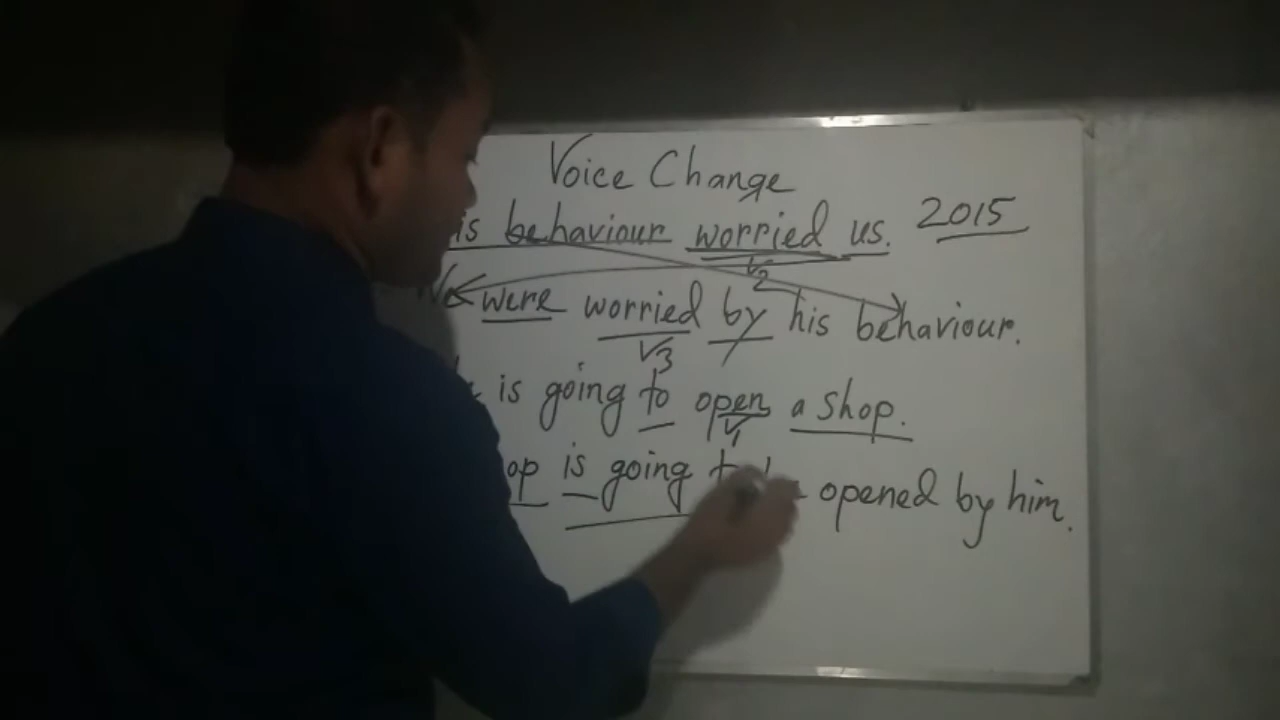 Voice Change
is behaviour worried us. 2015
V2
were worried by his behaviour.
V3
is going to open a shop.
V1
op is going opened by him.